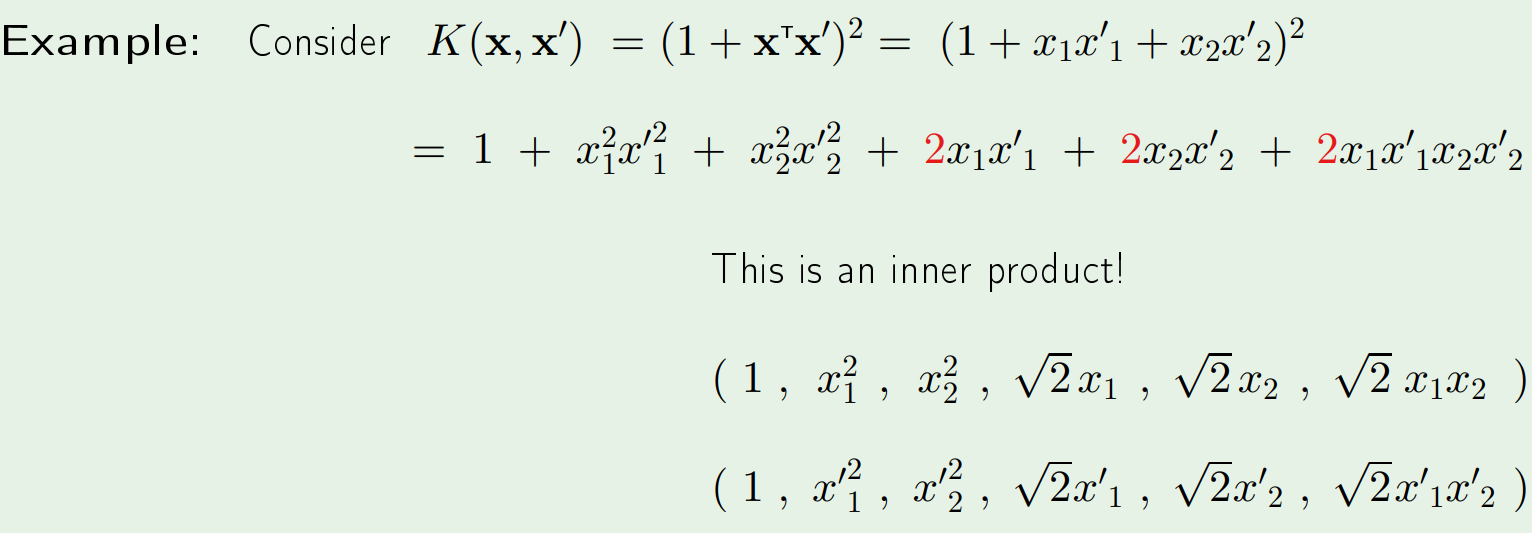 Example: Consider K(x, x′) = (1 + xᵀx′)² = (1 + x₁x′₁ + x₂x′₂)²
= 1 + x₁²x′₁² + x₂²x′₂² + 2x₁x′₁ + 2x₂x′₂ + 2x₁x′₁x₂x′₂
This is an inner product!
( 1 , x₁² , x₂² , √2 x₁ , √2 x₂ , √2 x₁x₂ )
( 1 , x′₁² , x′₂² , √2x′₁ , √2x′₂ , √2x′₁x′₂ )